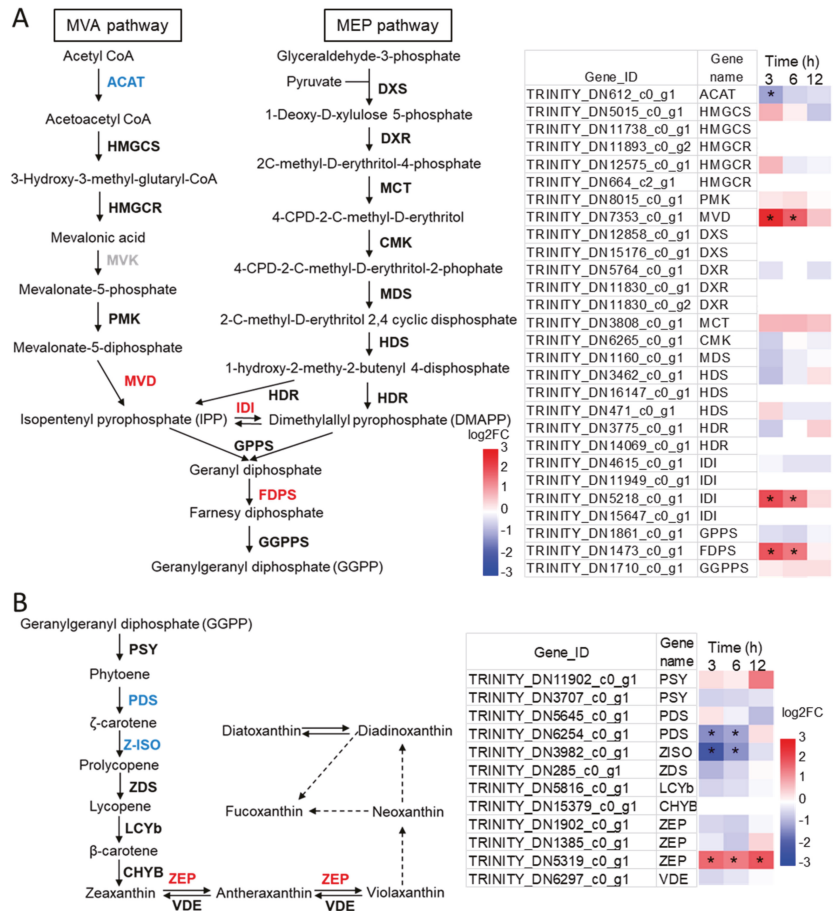 A
MVA pathway
Acetyl CoA
ACAT
Acetoacetyl CoA
HMGCS
3-Hydroxy-3-methyl-glutaryl-CoA
HMGCR
Mevalonic acid
MVK
Mevalonate-5-phosphate
PMK
Mevalonate-5-diphosphate
MVD
MEP pathway
Glyceraldehyde-3-phosphate
Pyruvate
DXS
1-Deoxy-D-xylulose 5-phosphate
DXR
2C-methyl-D-erythritol-4-phosphate
MCT
4-CPD-2-C-methyl-D-erythritol
CMK
4-CPD-2-C-methyl-D-erythritol-2-phophate
MDS
2-C-methyl-D-erythritol 2,4 cyclic disphosphate
HDS
1-hydroxy-2-methy-2-butenyl 4-disphosphate
HDR HDR
Isopentenyl pyrophosphate (IPP) IDI Dimethylallyl pyrophosphate (DMAPP)
GPPS
Geranyl diphosphate
FDPS
Farnesy diphosphate
GGPPS
Geranylgeranyl diphosphate (GGPP)
log2FC
3
2
1
0
-1
-2
-3
Gene_ID Gene name Time (h)
3 6 12
TRINITY_DN612_c0_g1 ACAT *
TRINITY_DN5015_c0_g1 HMGCS
TRINITY_DN11738_c0_g1 HMGCS
TRINITY_DN11893_c0_g2 HMGCR
TRINITY_DN12575_c0_g1 HMGCR
TRINITY_DN664_c2_g1 HMGCR
TRINITY_DN8015_c0_g1 PMK
TRINITY_DN7353_c0_g1 MVD * *
TRINITY_DN12858_c0_g1 DXS
TRINITY_DN15176_c0_g1 DXS
TRINITY_DN5764_c0_g1 DXR
TRINITY_DN11830_c0_g1 DXR
TRINITY_DN11830_c0_g2 DXR
TRINITY_DN3808_c0_g1 MCT
TRINITY_DN6265_c0_g1 CMK
TRINITY_DN1160_c0_g1 MDS
TRINITY_DN3462_c0_g1 HDS
TRINITY_DN16147_c0_g1 HDS
TRINITY_DN471_c0_g1 HDS
TRINITY_DN3775_c0_g1 HDR
TRINITY_DN14069_c0_g1 HDR
TRINITY_DN4615_c0_g1 IDI
TRINITY_DN11949_c0_g1 IDI
TRINITY_DN5218_c0_g1 IDI * *
TRINITY_DN15647_c0_g1 IDI
TRINITY_DN1861_c0_g1 GPPS
TRINITY_DN1473_c0_g1 FDPS * *
TRINITY_DN1710_c0_g1 GGPPS
B
Geranylgeranyl diphosphate (GGPP)
PSY
Phytoene
PDS
ζ-carotene
Z-ISO
Prolycopene
ZDS
Lycopene
LCYb
β-carotene
CHYB
Zeaxanthin ZEP VDE Antheraxanthin ZEP VDE Violaxanthin
Diatoxanthin Diadinoxanthin
Fucoxanthin Neoxanthin
Gene_ID Gene name Time (h)
3 6 12
TRINITY_DN11902_c0_g1 PSY
TRINITY_DN3707_c0_g1 PSY
TRINITY_DN5645_c0_g1 PDS
TRINITY_DN6254_c0_g1 PDS * *
TRINITY_DN3982_c0_g1 ZISO * *
TRINITY_DN285_c0_g1 ZDS
TRINITY_DN5816_c0_g1 LCYb
TRINITY_DN15379_c0_g1 CHYB
TRINITY_DN1902_c0_g1 ZEP
TRINITY_DN1385_c0_g1 ZEP
TRINITY_DN5319_c0_g1 ZEP * * *
TRINITY_DN6297_c0_g1 VDE
log2FC
3
2
1
0
-1
-2
-3